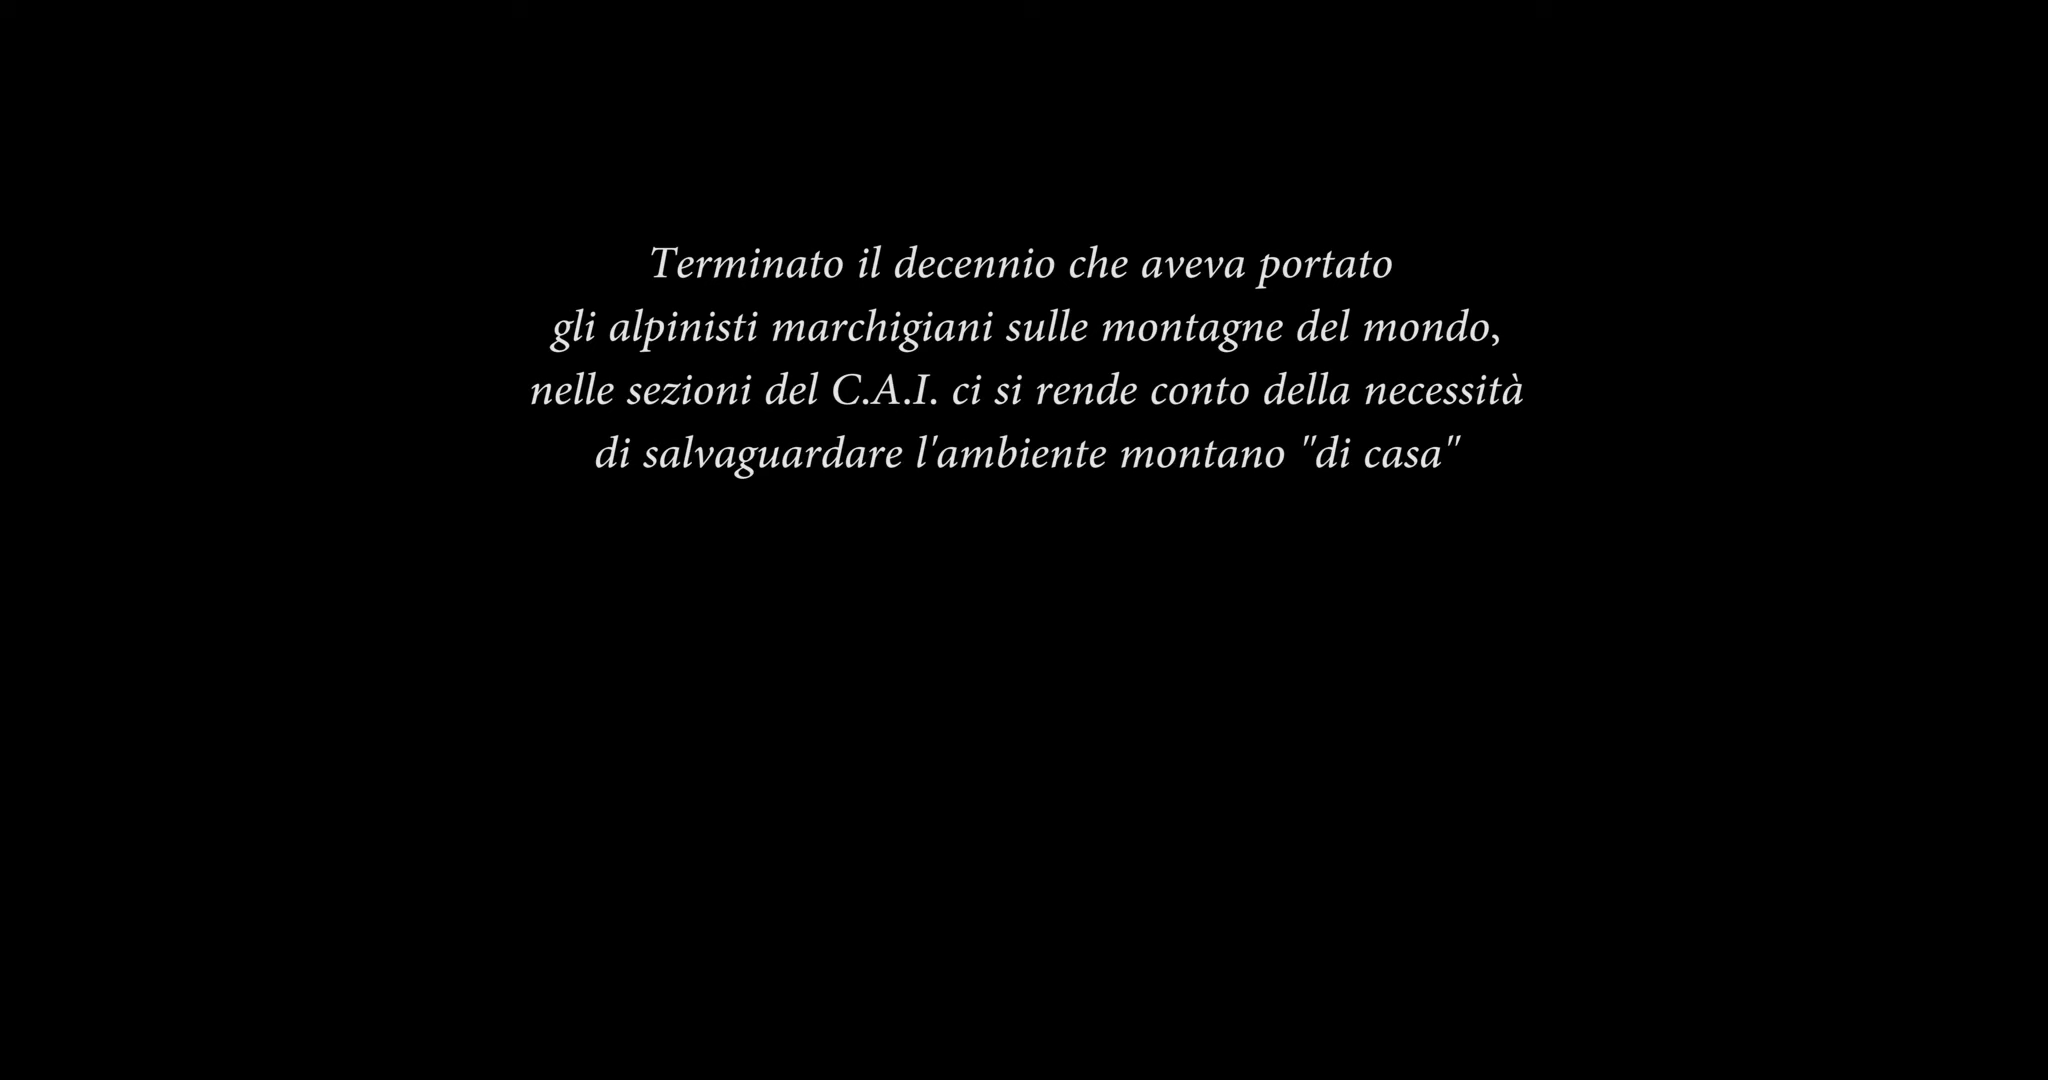 Terminato il decennio che aveva portato
gli alpinisti marchigiani sulle montagne del mondo,
nelle sezioni del C.A.I. ci si rende conto della necessità
di salvaguardare l'ambiente montano "di casa"